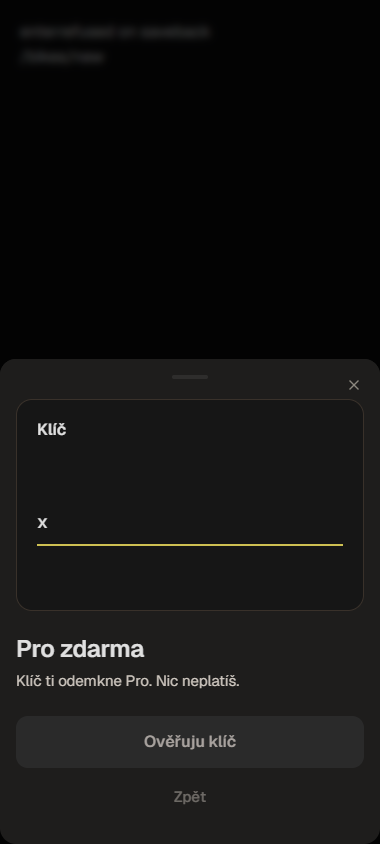 Klíč
x
Pro zdarma
Klíč ti odemkne Pro. Nic neplatíš.
Ověřuju klíč
Zpět